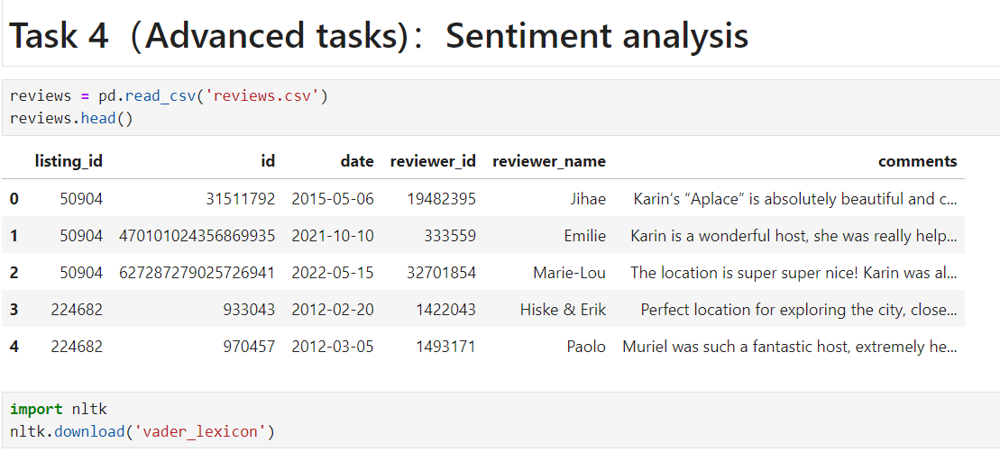 Task 4（Advanced tasks)：Sentiment analysis
reviews = pd.read_csv('reviews.csv')
reviews.head()
listing_id id date reviewer_id reviewer_name comments
0 50904 31511792 2015-05-06 19482395 Jihae Karin’s “Aplace” is absolutely beautiful and c...
1 50904 470101024356869935 2021-10-10 333559 Emilie Karin is a wonderful host, she was really help...
2 50904 627287279025726941 2022-05-15 32701854 Marie-Lou The location is super super nice! Karin was al...
3 224682 933043 2012-02-20 1422043 Hiske & Erik Perfect location for exploring the city, close...
4 224682 970457 2012-03-05 1493171 Paolo Muriel was such a fantastic host, extremely he...
import nltk
nltk.download('vader_lexicon')